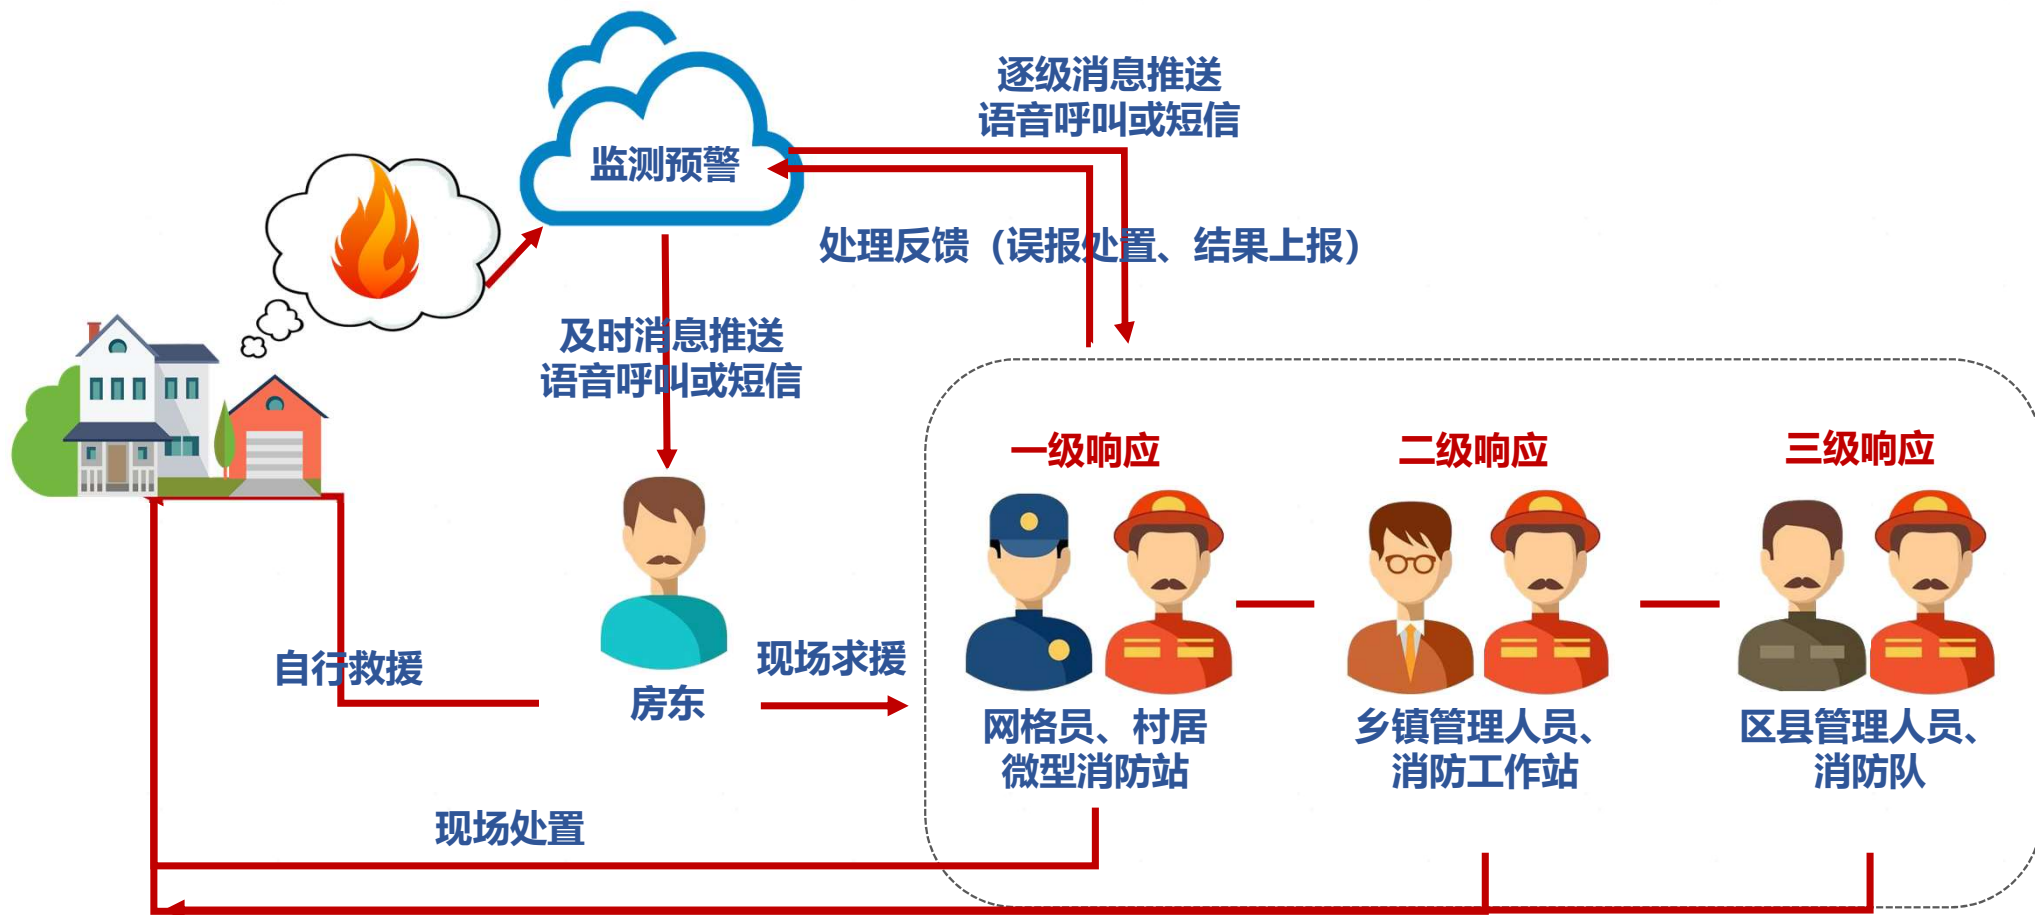 逐级消息推送
语音呼叫或短信
监测预警
处理反馈（误报处置、结果上报）
及时消息推送
语音呼叫或短信
一级响应
二级响应
三级响应
自行救援
现场求援
房东
网格员、村居
微型消防站
乡镇管理人员、
消防工作站
区县管理人员、
消防队
现场处置